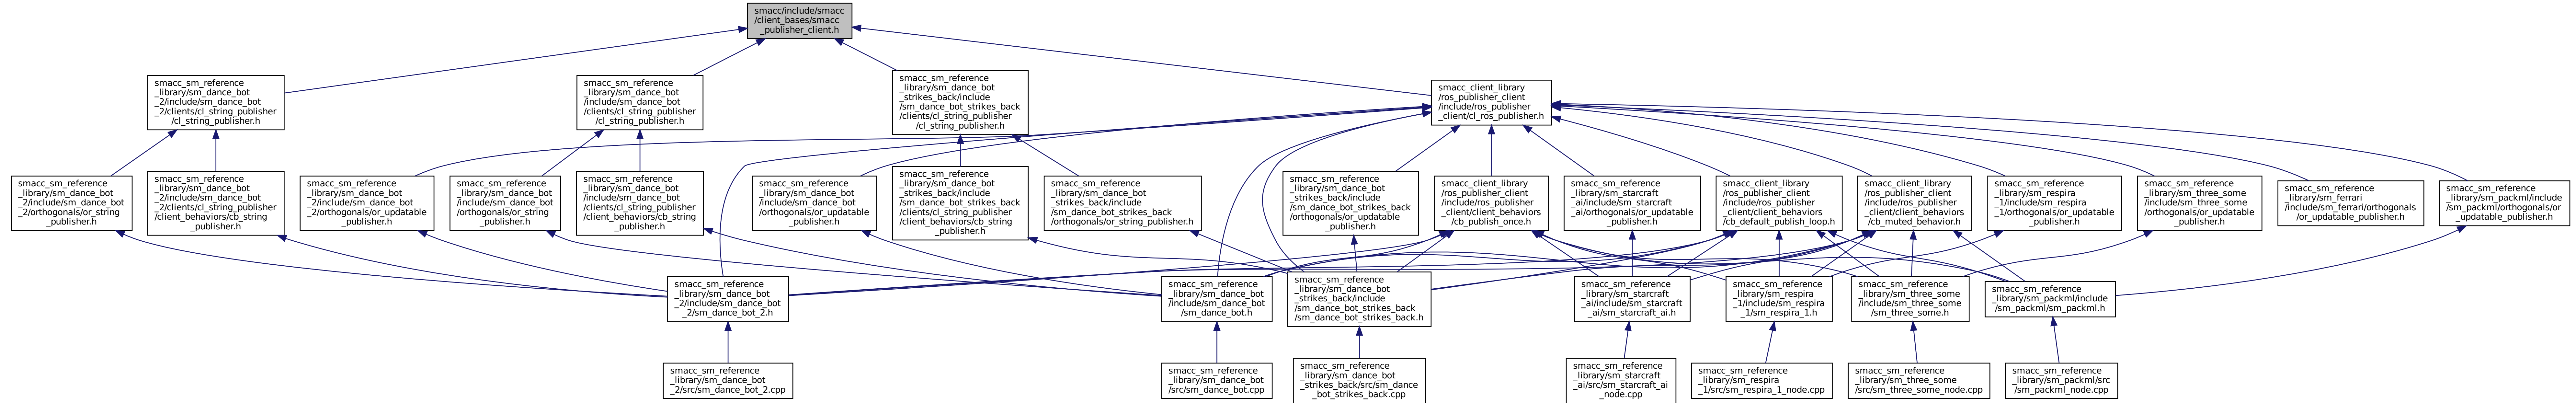 smacc/include/smacc
/client_bases/smacc
_publisher_client.h
smacc_sm_reference
_library/sm_dance_bot
_2/include/sm_dance_bot
_2/clients/cl_string_publisher
/cl_string_publisher.h
smacc_sm_reference
_library/sm_dance_bot
/include/sm_dance_bot
/clients/cl_string_publisher
/cl_string_publisher.h
smacc_sm_reference
_library/sm_dance_bot
_strikes_back/include
/sm_dance_bot_strikes_back
/clients/cl_string_publisher
/cl_string_publisher.h
smacc_client_library
/ros_publisher_client
/include/ros_publisher
_client/cl_ros_publisher.h
smacc_sm_reference
_library/sm_dance_bot
_2/include/sm_dance_bot
_2/orthogonals/or_string
_publisher.h
smacc_sm_reference
_library/sm_dance_bot
_2/include/sm_dance_bot
_2/clients/cl_string_publisher
/client_behaviors/cb_string
_publisher.h
smacc_sm_reference
_library/sm_dance_bot
_2/include/sm_dance_bot
_2/orthogonals/or_updatable
_publisher.h
smacc_sm_reference
_library/sm_dance_bot
/include/sm_dance_bot
/orthogonals/or_string
_publisher.h
smacc_sm_reference
_library/sm_dance_bot
/include/sm_dance_bot
/clients/cl_string_publisher
/client_behaviors/cb_string
_publisher.h
smacc_sm_reference
_library/sm_dance_bot
/include/sm_dance_bot
/orthogonals/or_updatable
_publisher.h
smacc_sm_reference
_library/sm_dance_bot
_strikes_back/include
/sm_dance_bot_strikes_back
/clients/cl_string_publisher
/client_behaviors/cb_string
_publisher.h
smacc_sm_reference
_library/sm_dance_bot
_strikes_back/include
/sm_dance_bot_strikes_back
/orthogonals/or_string_publisher.h
smacc_sm_reference
_library/sm_dance_bot
_strikes_back/include
/sm_dance_bot_strikes_back
/orthogonals/or_updatable
_publisher.h
smacc_client_library
/ros_publisher_client
/include/ros_publisher
_client/client_behaviors
/cb_publish_once.h
smacc_sm_reference
_library/sm_starcraft
_ai/include/sm_starcraft
_ai/orthogonals/or_updatable
_publisher.h
smacc_client_library
/ros_publisher_client
/include/ros_publisher
_client/client_behaviors
/cb_default_publish_loop.h
smacc_client_library
/ros_publisher_client
/include/ros_publisher
_client/client_behaviors
/cb_muted_behavior.h
smacc_sm_reference
_library/sm_respira
_1/include/sm_respira
_1/orthogonals/or_updatable
_publisher.h
smacc_sm_reference
_library/sm_three_some
/include/sm_three_some
/orthogonals/or_updatable
_publisher.h
smacc_sm_reference
_library/sm_ferrari
/include/sm_ferrari/orthogonals
/or_updatable_publisher.h
smacc_sm_reference
_library/sm_packml/include
/sm_packml/orthogonals/or
_updatable_publisher.h
smacc_sm_reference
_library/sm_dance_bot
_2/include/sm_dance_bot
_2/sm_dance_bot_2.h
smacc_sm_reference
_library/sm_dance_bot
/include/sm_dance_bot
/sm_dance_bot.h
smacc_sm_reference
_library/sm_dance_bot
_strikes_back/include
/sm_dance_bot_strikes_back
/sm_dance_bot_strikes_back.h
smacc_sm_reference
_library/sm_starcraft
_ai/include/sm_starcraft
_ai/sm_starcraft_ai.h
smacc_sm_reference
_library/sm_respira
_1/include/sm_respira
_1/sm_respira_1.h
smacc_sm_reference
_library/sm_three_some
/include/sm_three_some
/sm_three_some.h
smacc_sm_reference
_library/sm_packml/include
/sm_packml/sm_packml.h
smacc_sm_reference
_library/sm_dance_bot
_2/src/sm_dance_bot_2.cpp
smacc_sm_reference
_library/sm_dance_bot
/src/sm_dance_bot.cpp
smacc_sm_reference
_library/sm_dance_bot
_strikes_back/src/sm_dance
_bot_strikes_back.cpp
smacc_sm_reference
_library/sm_starcraft
_ai/src/sm_starcraft_ai
_node.cpp
smacc_sm_reference
_library/sm_respira
_1/src/sm_respira_1_node.cpp
smacc_sm_reference
_library/sm_three_some
/src/sm_three_some_node.cpp
smacc_sm_reference
_library/sm_packml/src
/sm_packml_node.cpp